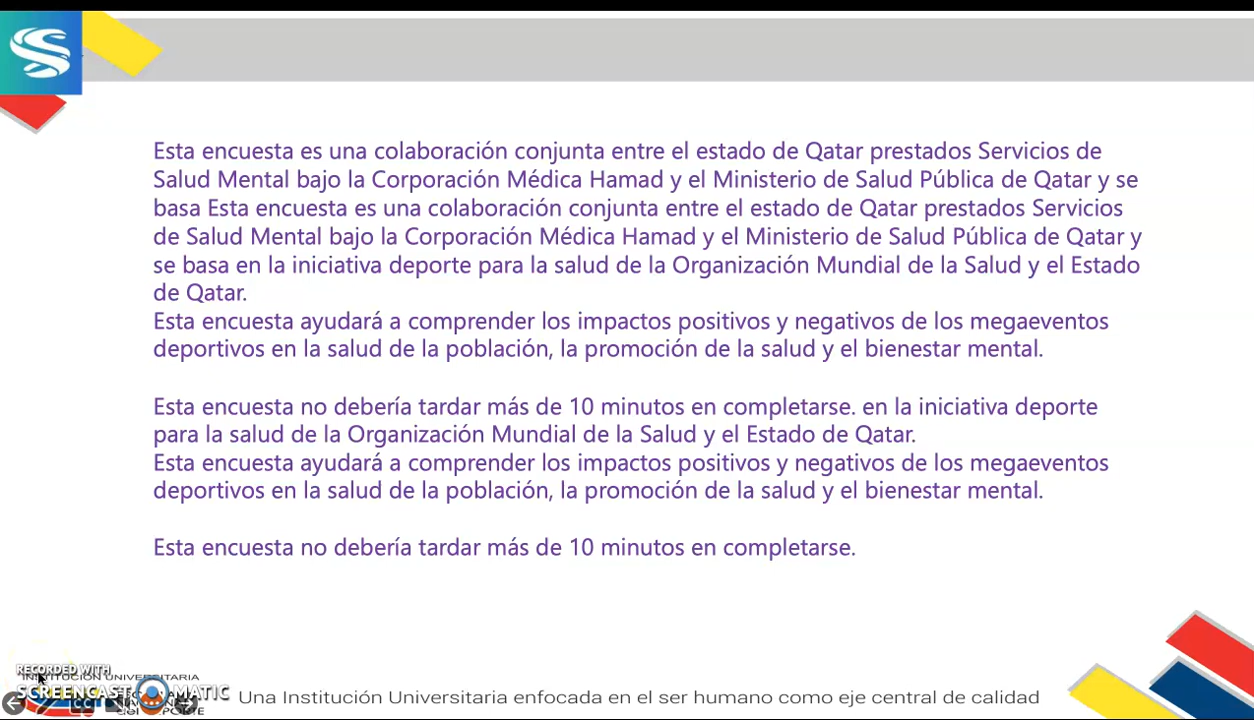 Esta encuesta es una colaboración conjunta entre el estado de Qatar prestados Servicios de
Salud Mental bajo la Corporación Médica Hamad y el Ministerio de Salud Pública de Qatar y se
basa Esta encuesta es una colaboración conjunta entre el estado de Qatar prestados Servicios
de Salud Mental bajo la Corporación Médica Hamad y el Ministerio de Salud Pública de Qatar y
se basa en la iniciativa deporte para la salud de la Organización Mundial de la Salud y el Estado
de Qatar.
Esta encuesta ayudará a comprender los impactos positivos y negativos de los megaeventos
deportivos en la salud de la población, la promoción de la salud y el bienestar mental.
Esta encuesta no debería tardar más de 10 minutos en completarse. en la iniciativa deporte
para la salud de la Organización Mundial de la Salud y el Estado de Qatar.
Esta encuesta ayudará a comprender los impactos positivos y negativos de los megaeventos
deportivos en la salud de la población, la promoción de la salud y el bienestar mental.
Esta encuesta no debería tardar más de 10 minutos en completarse.
RECORDED WITH
INSTITUCIÓN UNIVERSITARIA
SCREENCAST MATIC
Una Institución Universitaria enfocada en el ser humano como eje central de calidad